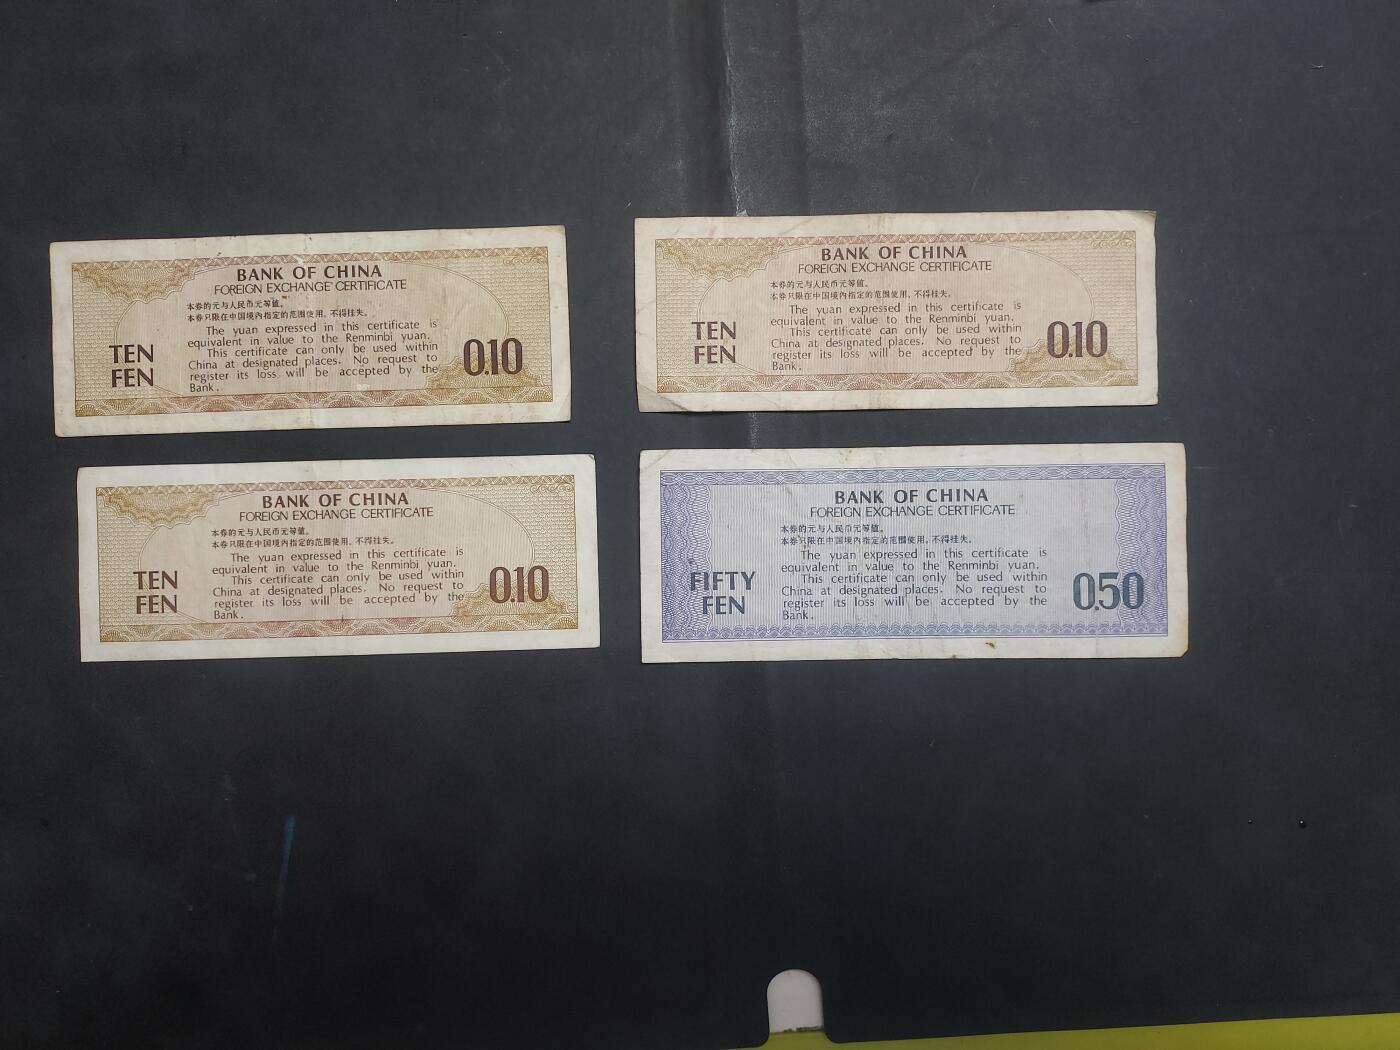 BANK OF CHINA
FOREIGN EXCHANGE CERTIFICATE
本券的元与人民币元等值。
本券只限在中国境内指定的范围使用，不得挂失。
The yuan expressed in this certificate is
equivalent in value to the Renminbi yuan.
This certificate can only be used within
China at designated places. No request to
register its loss will be accepted by the
Bank.
TEN
FEN
0.10
BANK OF CHINA
FOREIGN EXCHANGE CERTIFICATE
本券的元与人民币元等值。
本券只限在中国境内指定的范围使用，不得挂失。
The yuan expressed in this certificate is
equivalent in value to the Renminbi yuan.
This certificate can only be used within
China at designated places. No request to
register its loss will be accepted by the
Bank.
TEN
FEN
0.10
BANK OF CHINA
FOREIGN EXCHANGE CERTIFICATE
本券的元与人民币元等值。
本券只限在中国境内指定的范围使用，不得挂失。
The yuan expressed in this certificate is
equivalent in value to the Renminbi yuan.
This certificate can only be used within
China at designated places. No request to
register its loss will be accepted by the
Bank.
TEN
FEN
0.10
BANK OF CHINA
FOREIGN EXCHANGE CERTIFICATE
本券的元与人民币元等值。
本券只限在中国境内指定的范围使用，不得挂失。
The yuan expressed in this certificate is
equivalent in value to the Renminbi yuan.
This certificate can only be used within
China at designated places. No request to
register its loss will be accepted by the
Bank.
FIFTY
FEN
0.50